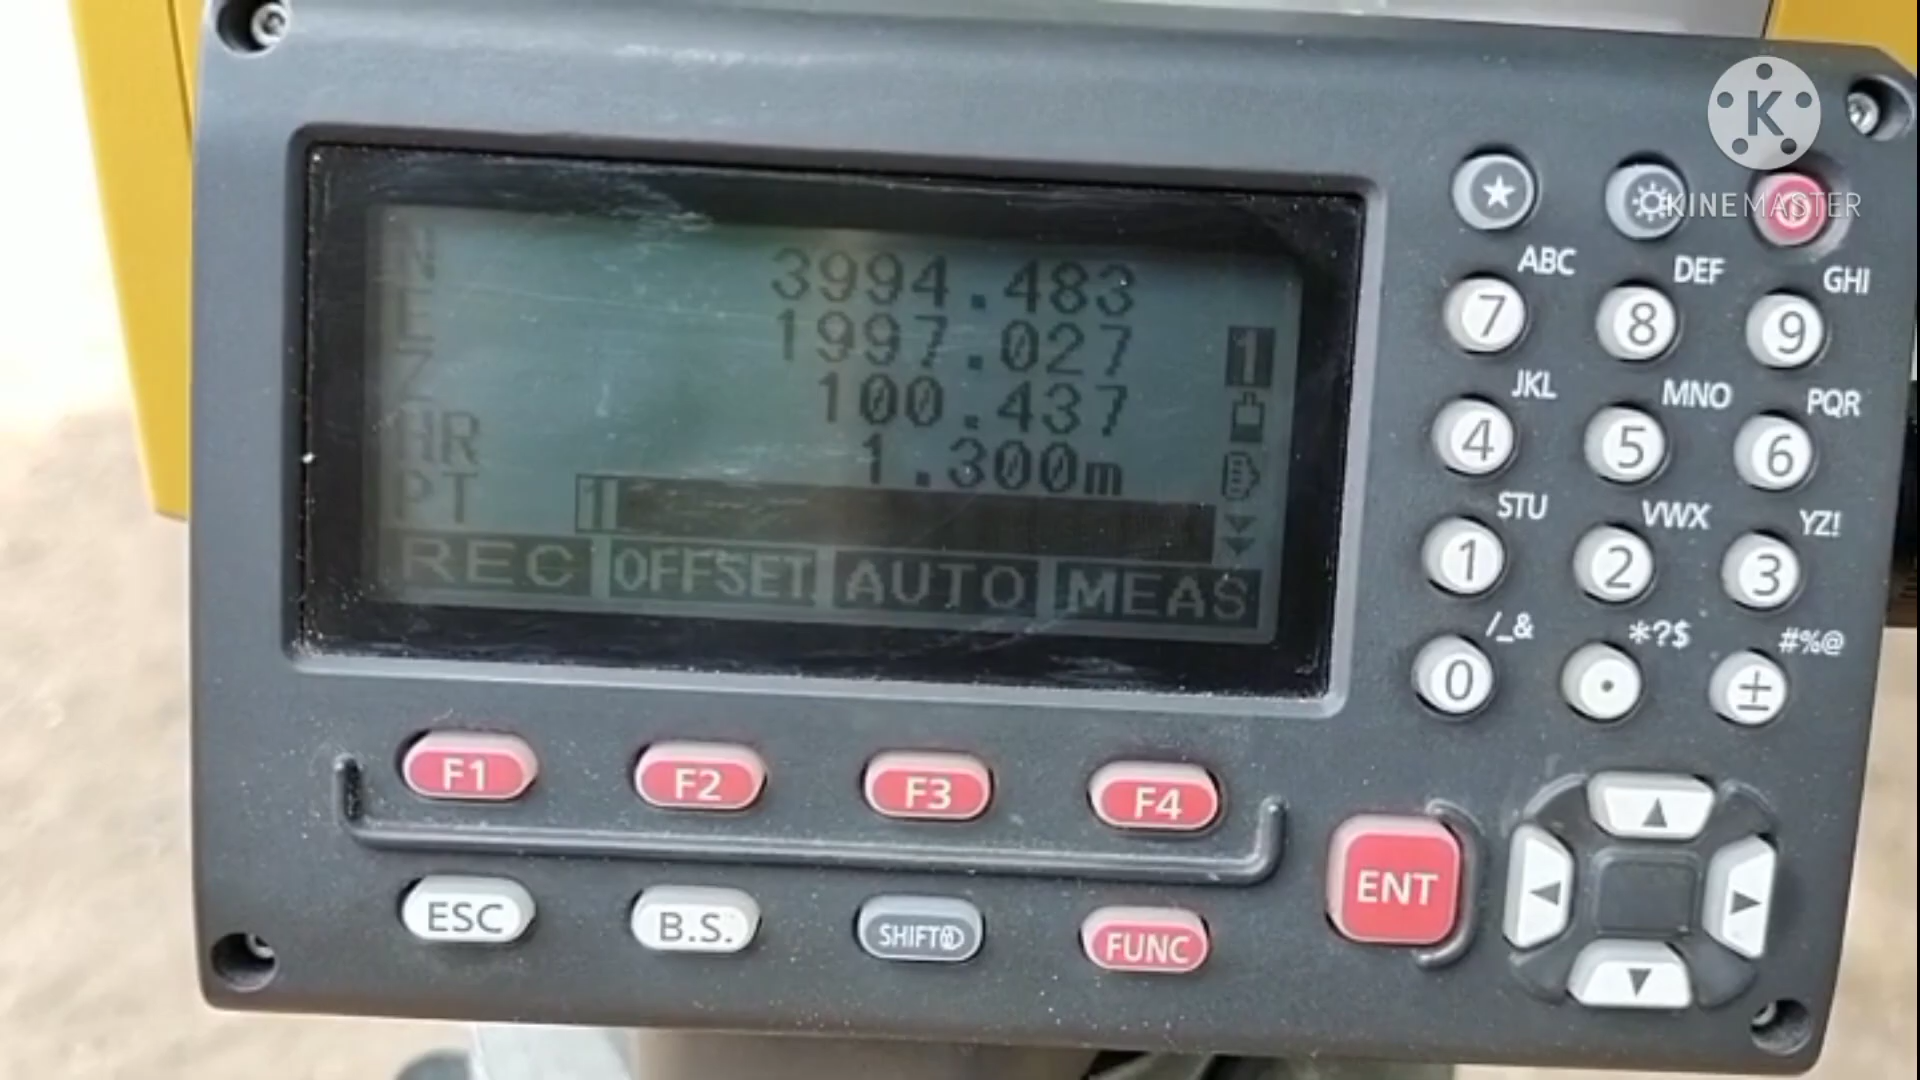 K
KINEMASTER
N 3994.483
E 1997.027
Z 100.437
HR 1.300m
PT 1
1
REC OFFSET AUTO MEAS
ABC DEF GHI
7 8 9
JKL MNO PQR
4 5 6
STU VWX YZ!
1 2 3
/_& *?$ #%@
0 . ±
F1 F2 F3 F4
ESC B.S. SHIFT FUNC
ENT